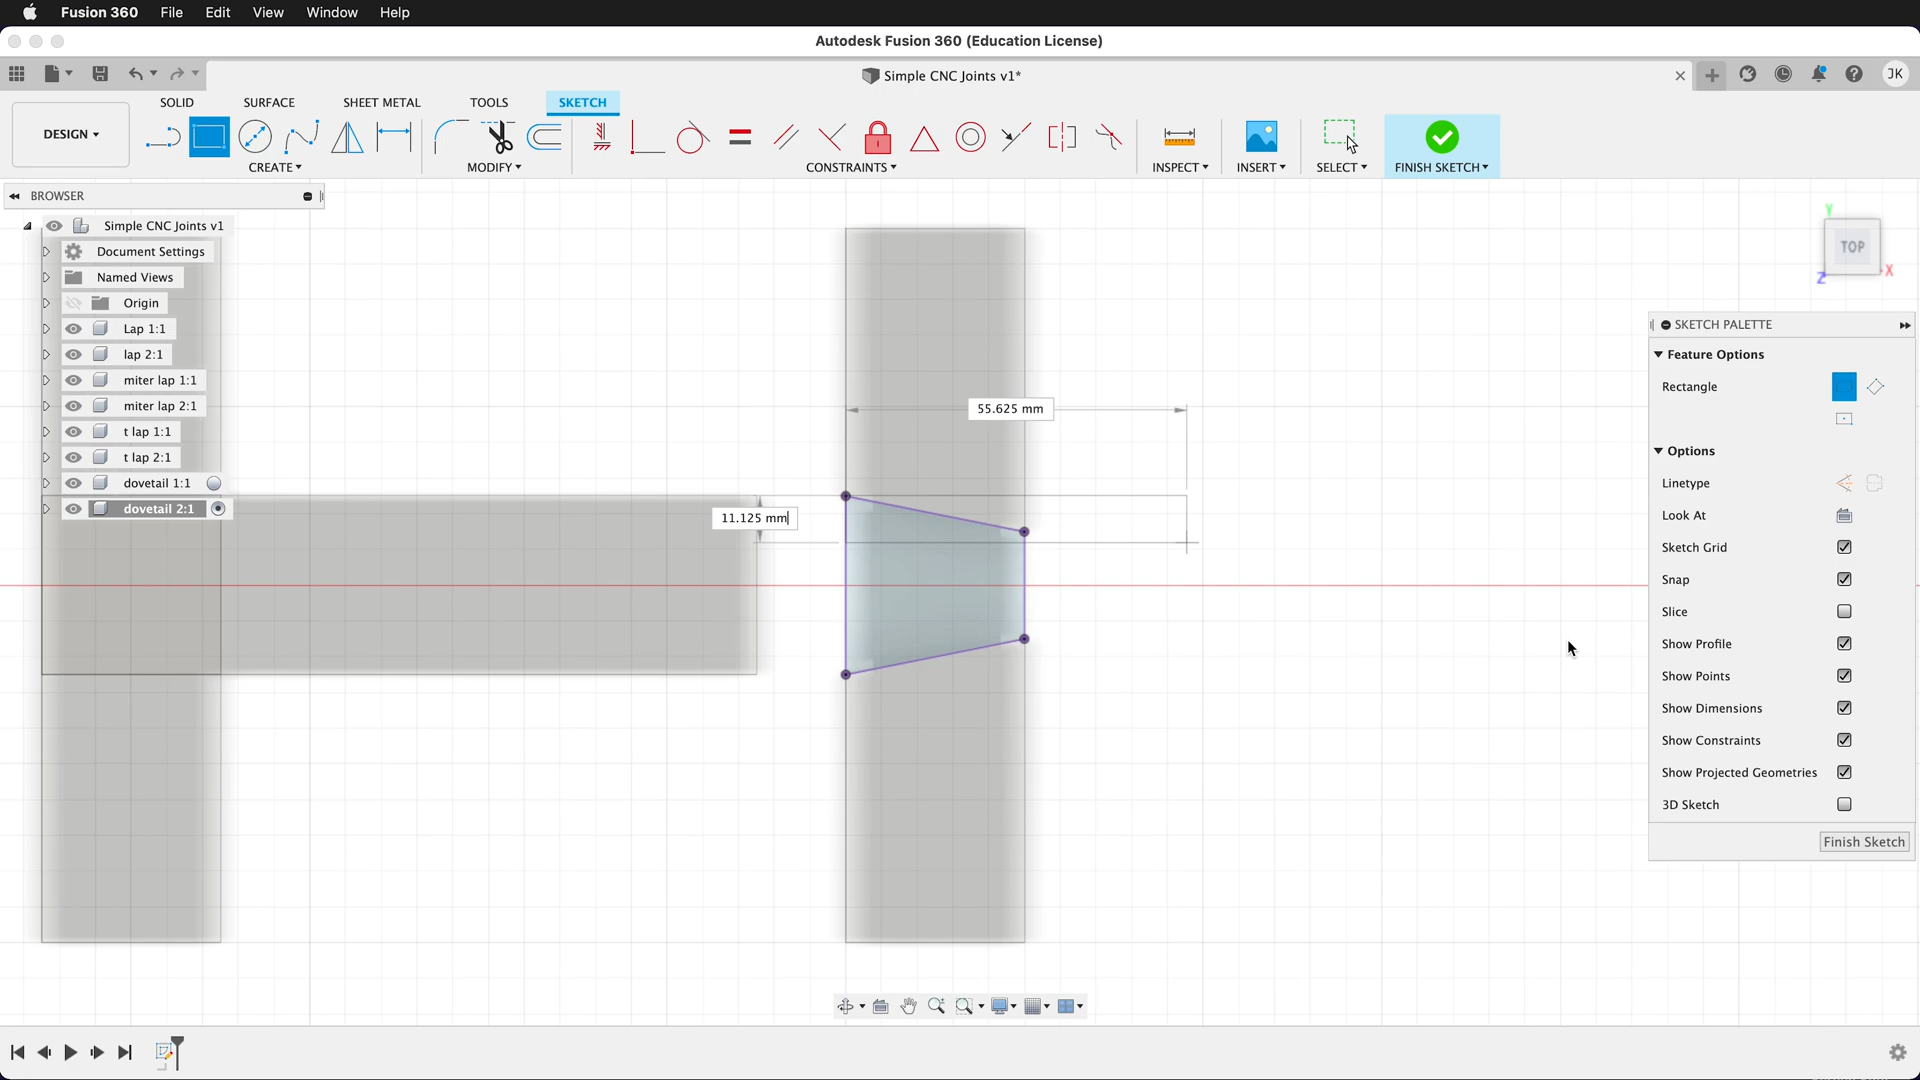 Fusion 360 File Edit View Window Help
Autodesk Fusion 360 (Education License)
Simple CNC Joints v1*
JK
DESIGN
SOLID SURFACE SHEET METAL TOOLS SKETCH
CREATE MODIFY CONSTRAINTS INSPECT INSERT SELECT FINISH SKETCH
BROWSER
Simple CNC Joints v1
Document Settings
Named Views
Origin
Lap 1:1
lap 2:1
miter lap 1:1
miter lap 2:1
t lap 1:1
t lap 2:1
dovetail 1:1
dovetail 2:1
55.625 mm
11.125 mm
Y
TOP
X
Z
SKETCH PALETTE
Feature Options
Rectangle
Options
Linetype
Look At
Sketch Grid
Snap
Slice
Show Profile
Show Points
Show Dimensions
Show Constraints
Show Projected Geometries
3D Sketch
Finish Sketch